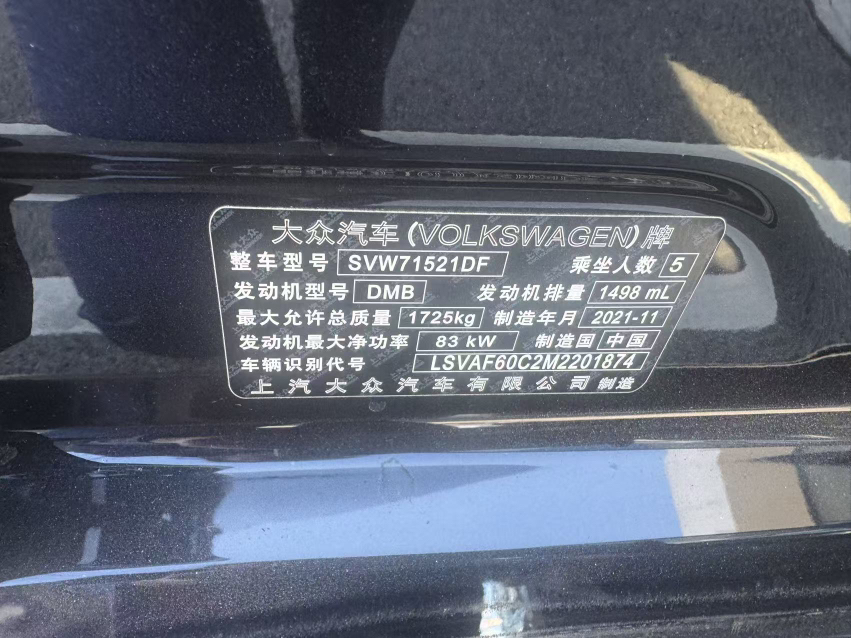 大众汽车(VOLKSWAGEN)牌
整车型号 SVW71521DF 乘坐人数 5
发动机型号 DMB 发动机排量 1498 mL
最大允许总质量 1725kg 制造年月 2021-11
发动机最大净功率 83 kW 制造国 中国
车辆识别代号 LSVAF60C2M2201874
上汽大众汽车有限公司 制造